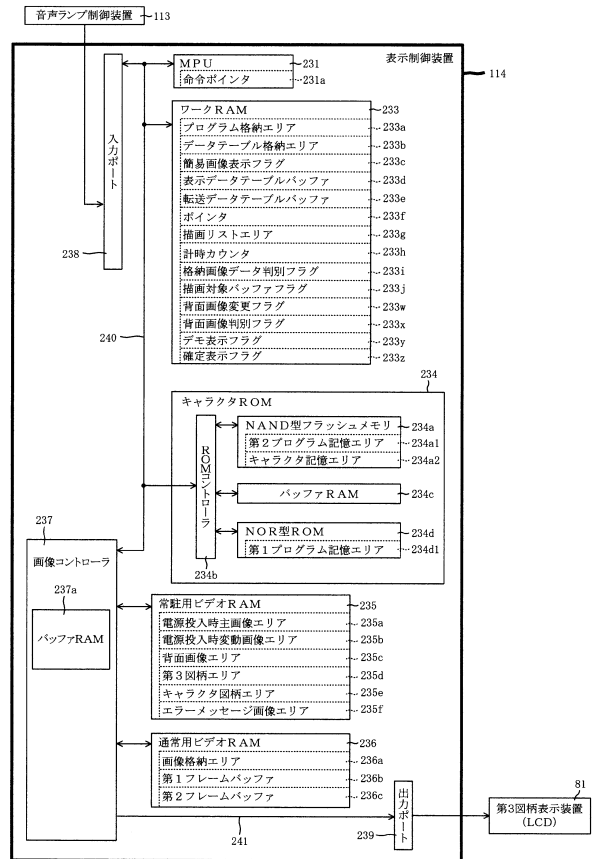 音声ランプ制御装置 113
表示制御装置
114
MPU 231
命令ポインタ 231a
入力ポート
238
ワークRAM 233
プログラム格納エリア 233a
データテーブル格納エリア 233b
簡易画像表示フラグ 233c
表示データテーブルバッファ 233d
転送データテーブルバッファ 233e
ポインタ 233f
描画リストエリア 233g
計時カウンタ 233h
格納画像データ判別フラグ 233i
描画対象バッファフラグ 233j
背面画像変更フラグ 233w
背面画像判別フラグ 233x
デモ表示フラグ 233y
確定表示フラグ 233z
240
234
キャラクタROM
ROMコントローラ
234b
NAND型フラッシュメモリ 234a
第2プログラム記憶エリア 234a1
キャラクタ記憶エリア 234a2
バッファRAM 234c
NOR型ROM 234d
第1プログラム記憶エリア 234d1
237
画像コントローラ
237a
バッファRAM
常駐用ビデオRAM 235
電源投入時主画像エリア 235a
電源投入時変動画像エリア 235b
背面画像エリア 235c
第3図柄エリア 235d
キャラクタ図柄エリア 235e
エラーメッセージ画像エリア 235f
通常用ビデオRAM 236
画像格納エリア 236a
第1フレームバッファ 236b
第2フレームバッファ 236c
241
出力ポート
239
81
第3図柄表示装置
(LCD)